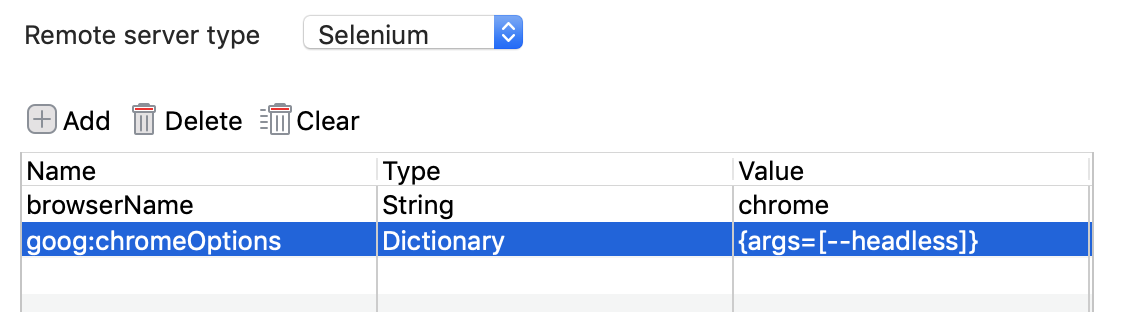 Remote server type Selenium
Add Delete Clear
Name Type Value
browserName String chrome
goog:chromeOptions Dictionary {args=[--headless]}